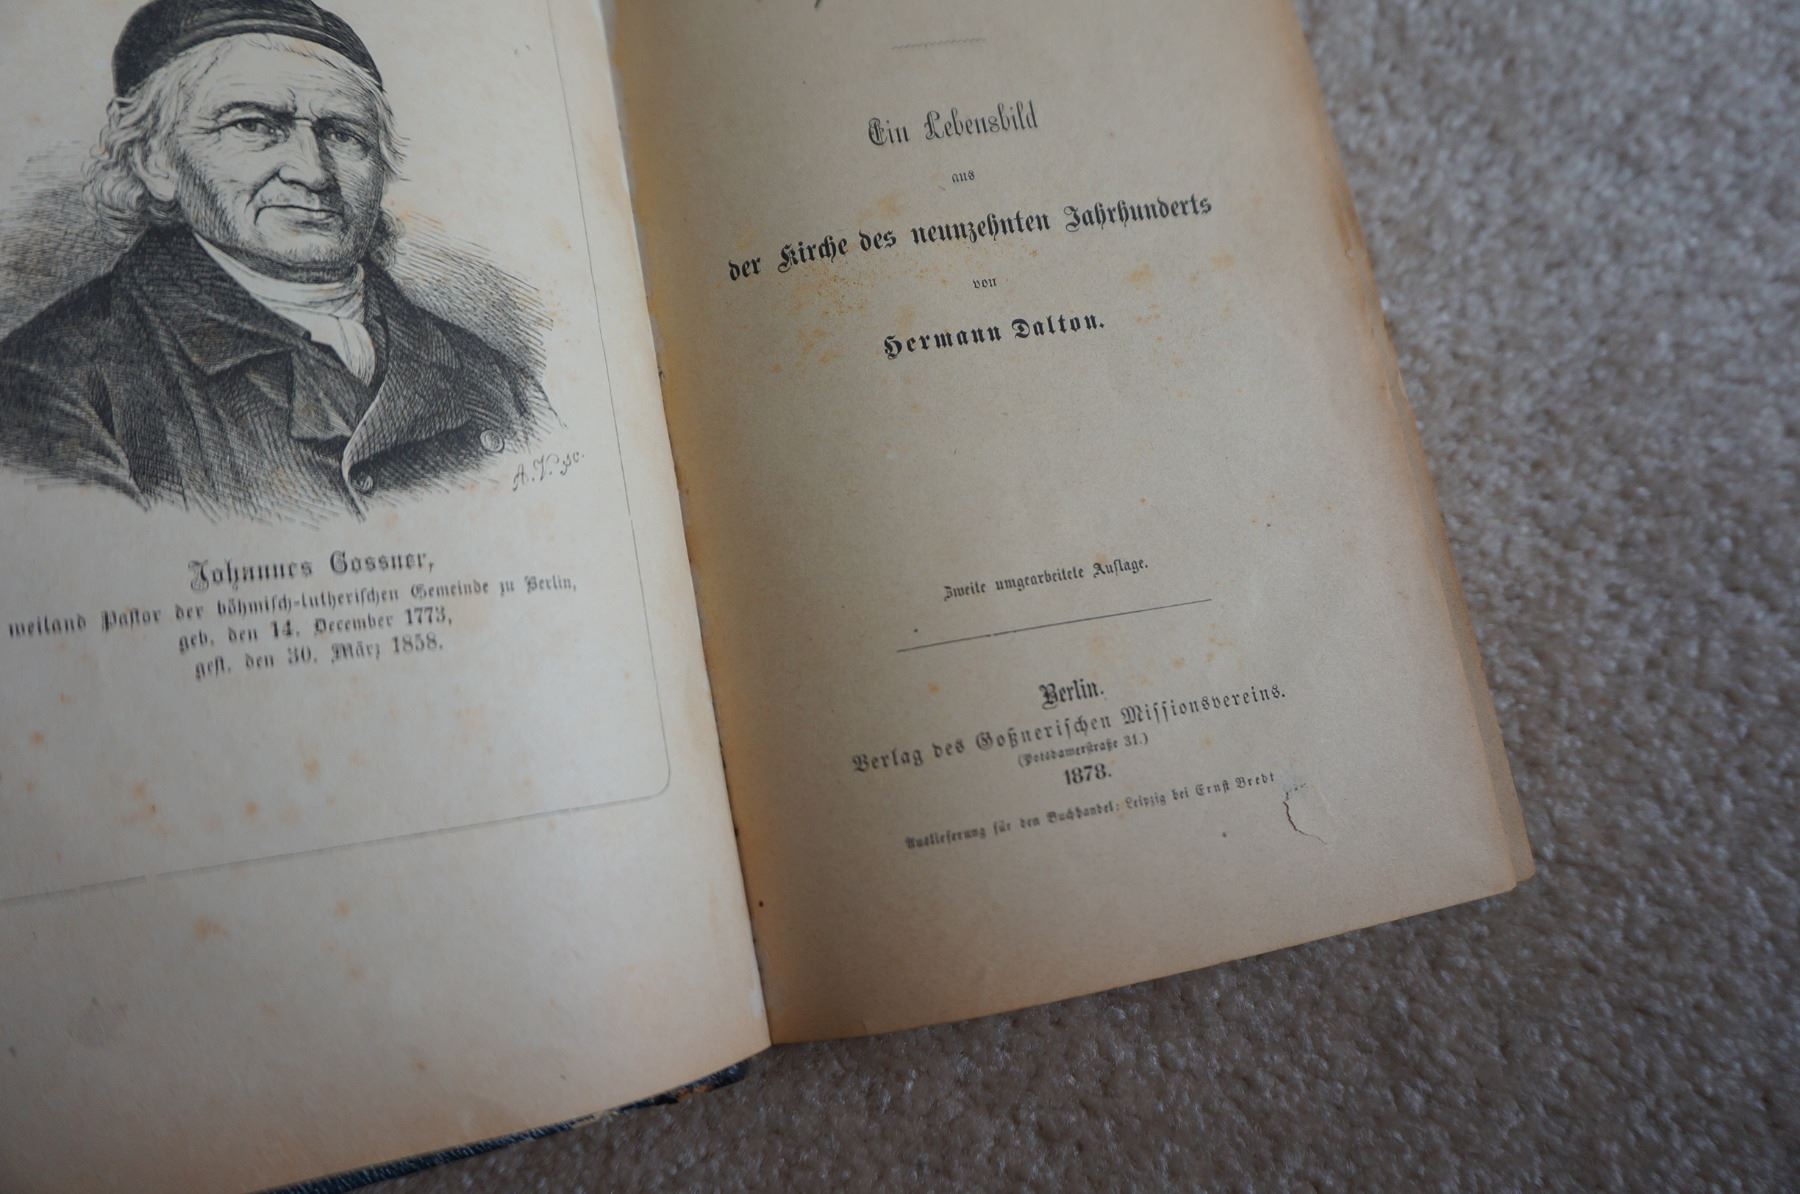 A. V. sc.
Johannes Gossner,
weiland Pastor der böhmisch-lutherischen Gemeinde zu Berlin,
geb. den 14. December 1773,
gest. den 30. März 1858.
Ein Lebensbild
aus
der Kirche des neunzehnten Jahrhunderts
von
Hermann Dalton.
Zweite umgearbeitete Auflage.
Berlin.
Verlag des Goßnerischen Missionsvereins.
(Potsdamerstraße 31.)
1878.
Auslieferung für den Buchhandel: Leipzig bei Ernst Bredt